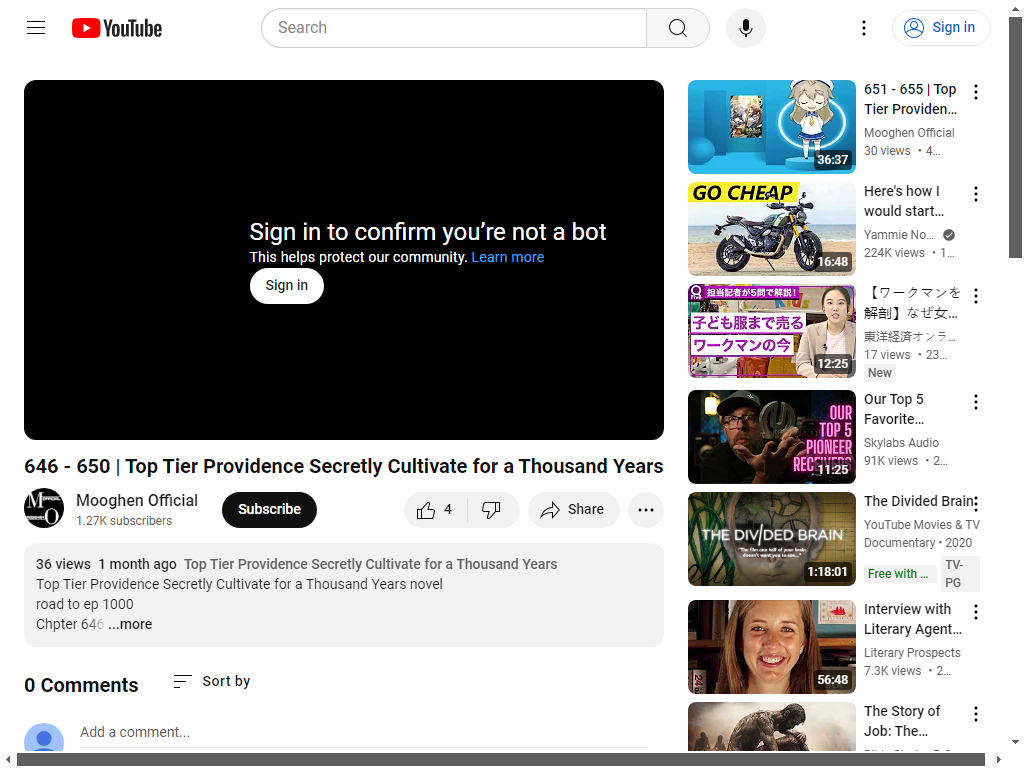 YouTube
Search
Sign in
Sign in to confirm you're not a bot
This helps protect our community. Learn more
Sign in
646 - 650 | Top Tier Providence Secretly Cultivate for a Thousand Years
Mooghen Official
1.27K subscribers
Subscribe
4
Share
36 views 1 month ago Top Tier Providence Secretly Cultivate for a Thousand Years
Top Tier Providence Secretly Cultivate for a Thousand Years novel
road to ep 1000
Chpter 646 ...more
0 Comments
Sort by
Add a comment...
36:37
651 - 655 | Top
Tier Providen...
Mooghen Official
30 views • 4...
GO CHEAP
16:48
Here's how I
would start...
Yammie No...
224K views • 1...
担当記者が5問で解説!
子ども服まで売る
ワークマンの今
12:25
【ワークマンを
解剖】なぜ女...
東洋経済オンラ...
17 views • 23...
New
OUR
TOP 5
PIONEER
RECEIVERS
11:25
Our Top 5
Favorite...
Skylabs Audio
91K views • 2...
THE DIVIDED BRAIN
1:18:01
The Divided Brain
YouTube Movies & TV
Documentary • 2020
Free with ...
TV-
PG
56:48
Interview with
Literary Agent...
Literary Prospects
7.3K views • 2...
The Story of
Job: The...